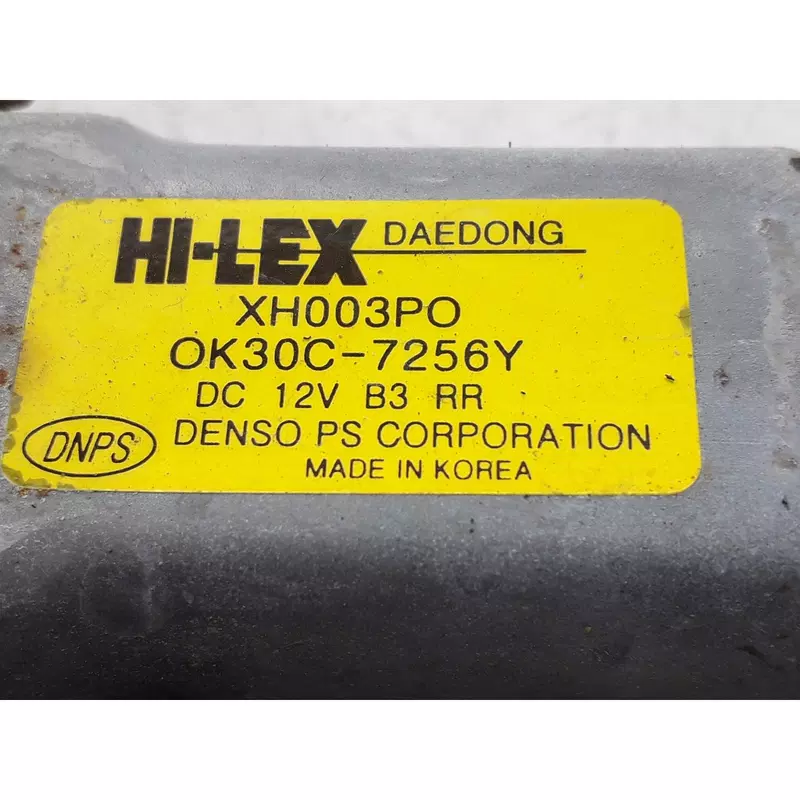 HI-LEX DAEDONG
XH003PO
OK30C-7256Y
DC 12V B3 RR
DNPS DENSO PS CORPORATION
MADE IN KOREA